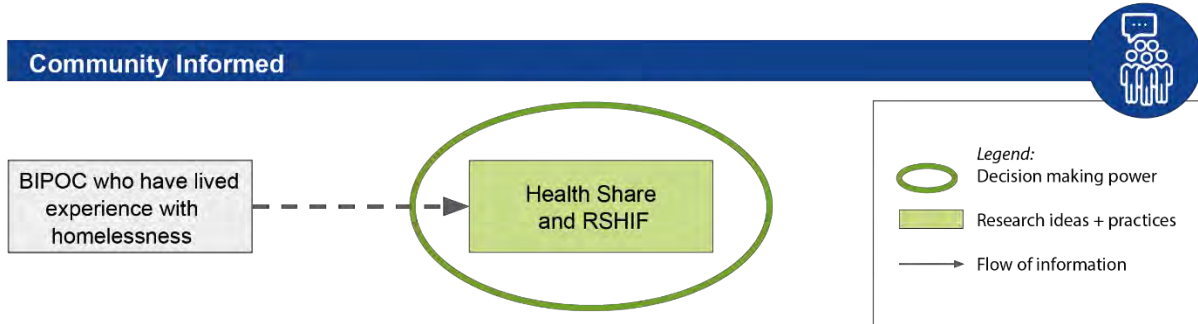 Community Informed
BIPOC who have lived
experience with
homelessness
Health Share
and RSHIF
Legend:
Decision making power
Research ideas + practices
Flow of information